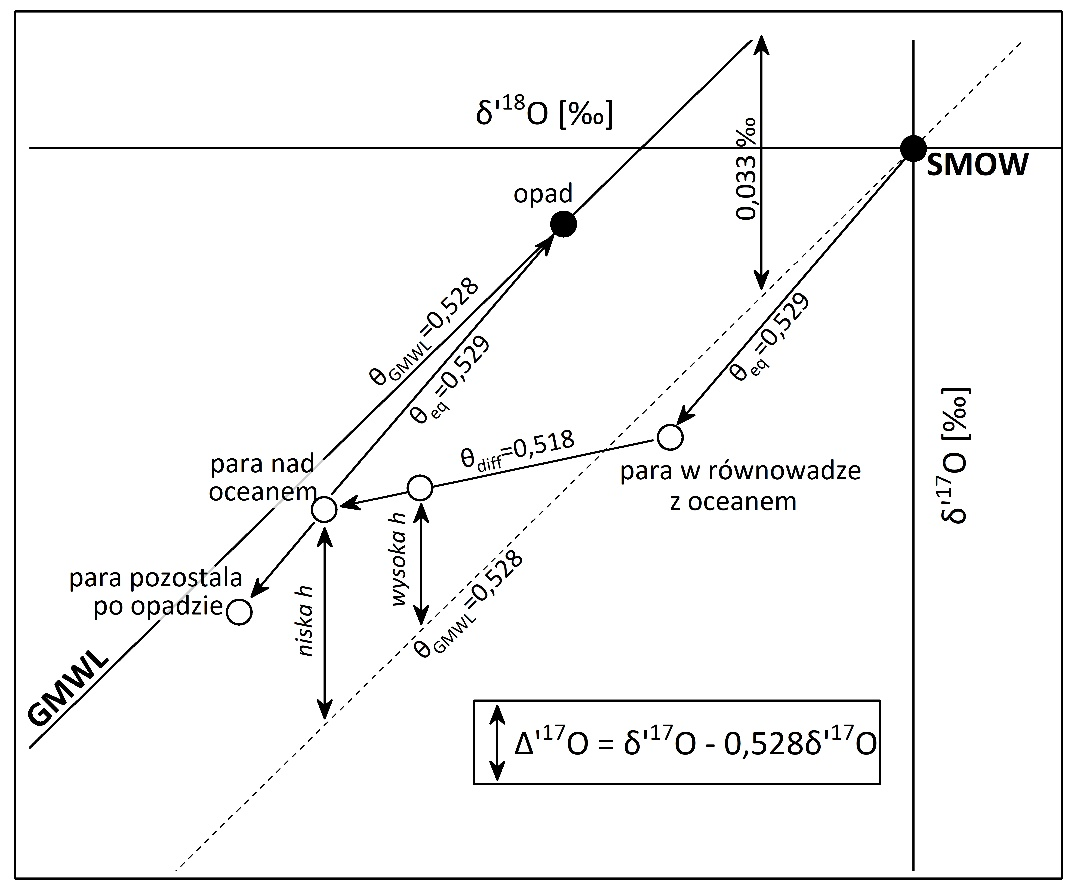 δ'¹⁸O [‰]
0,033 ‰
SMOW
opad
θGMWL=0,528
θeq=0,529
θeq=0,529
δ'¹⁷O [‰]
θdiff=0,518
para nad
oceanem
para w równowadze
z oceanem
wysoka h
niska h
para pozostala
po opadzie
θGMWL=0,528
GMWL
Δ'¹⁷O = δ'¹⁷O - 0,528δ'¹⁷O